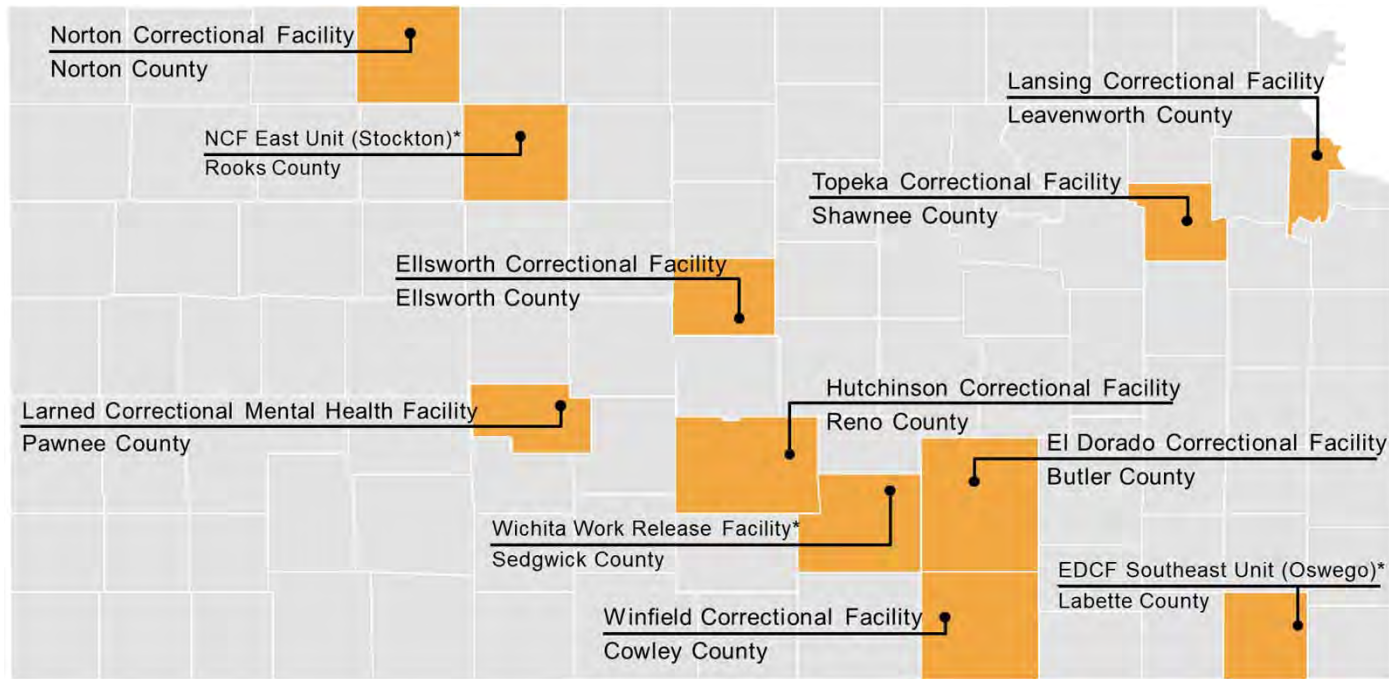 Norton Correctional Facility
Norton County
Lansing Correctional Facility
Leavenworth County
NCF East Unit (Stockton)*
Rooks County
Topeka Correctional Facility
Shawnee County
Ellsworth Correctional Facility
Ellsworth County
Hutchinson Correctional Facility
Reno County
Larned Correctional Mental Health Facility
Pawnee County
El Dorado Correctional Facility
Butler County
Wichita Work Release Facility*
Sedgwick County
EDCF Southeast Unit (Oswego)*
Labette County
Winfield Correctional Facility
Cowley County